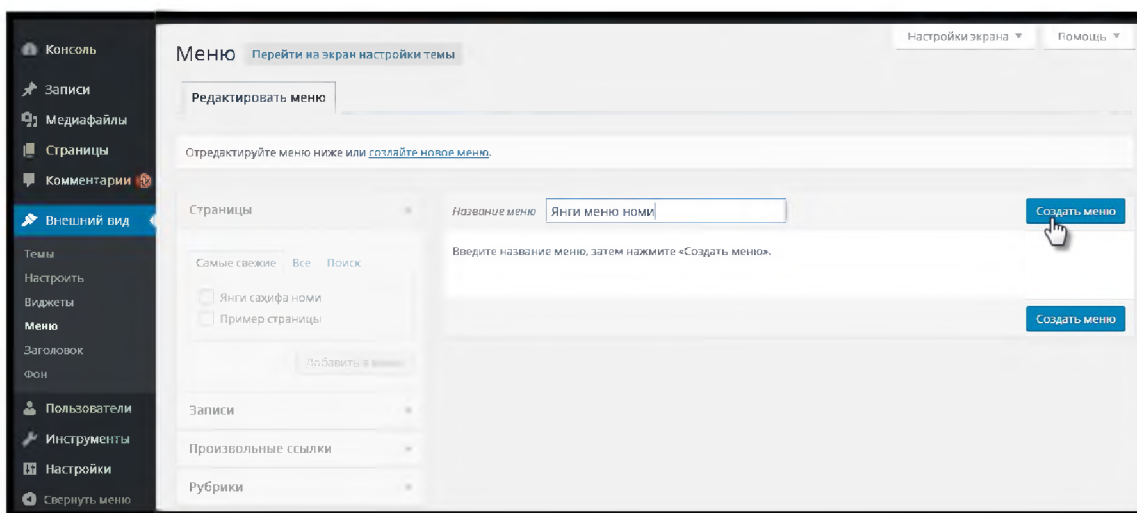 Консоль
Записи
Медиафайлы
Страницы
Комментарии
Внешний вид
Темы
Настроить
Виджеты
Меню
Заголовок
Фон
Пользователи
Инструменты
Настройки
Свернуть меню
Настройки экрана
Помощь
Меню Перейти на экран настройки темы
Редактировать меню
Отредактируйте меню ниже или создайте новое меню.
Страницы
Самые свежие Все Поиск
Янги саҳифа номи
Пример страницы
Добавить в
Записи
Произвольные ссылки
Рубрики
Название меню Янги меню номи
Создать меню
Введите название меню, затем нажмите «Создать меню».
Создать меню